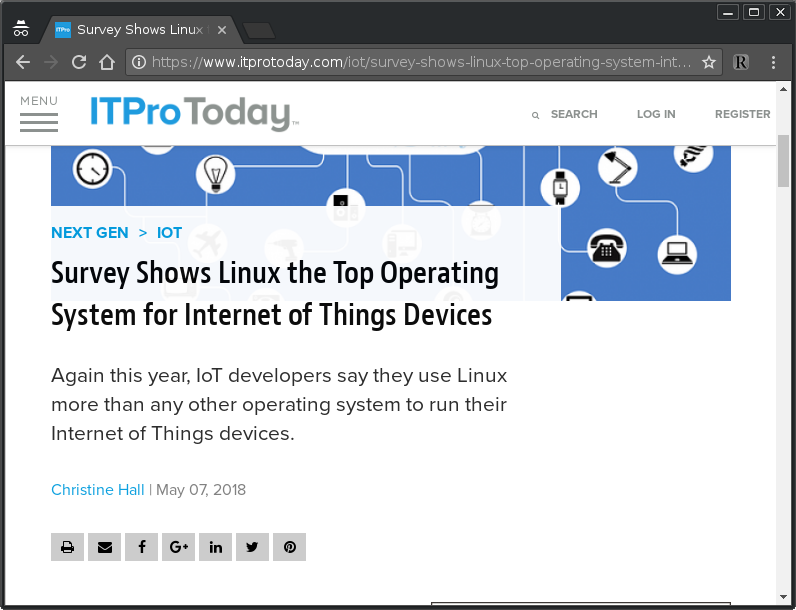 Survey Shows Linux t
https://www.itprotoday.com/iot/survey-shows-linux-top-operating-system-int...
R
MENU
ITPro Today™
SEARCH
LOG IN
REGISTER
NEXT GEN > IOT
Survey Shows Linux the Top Operating
System for Internet of Things Devices
Again this year, IoT developers say they use Linux
more than any other operating system to run their
Internet of Things devices.
Christine Hall | May 07, 2018